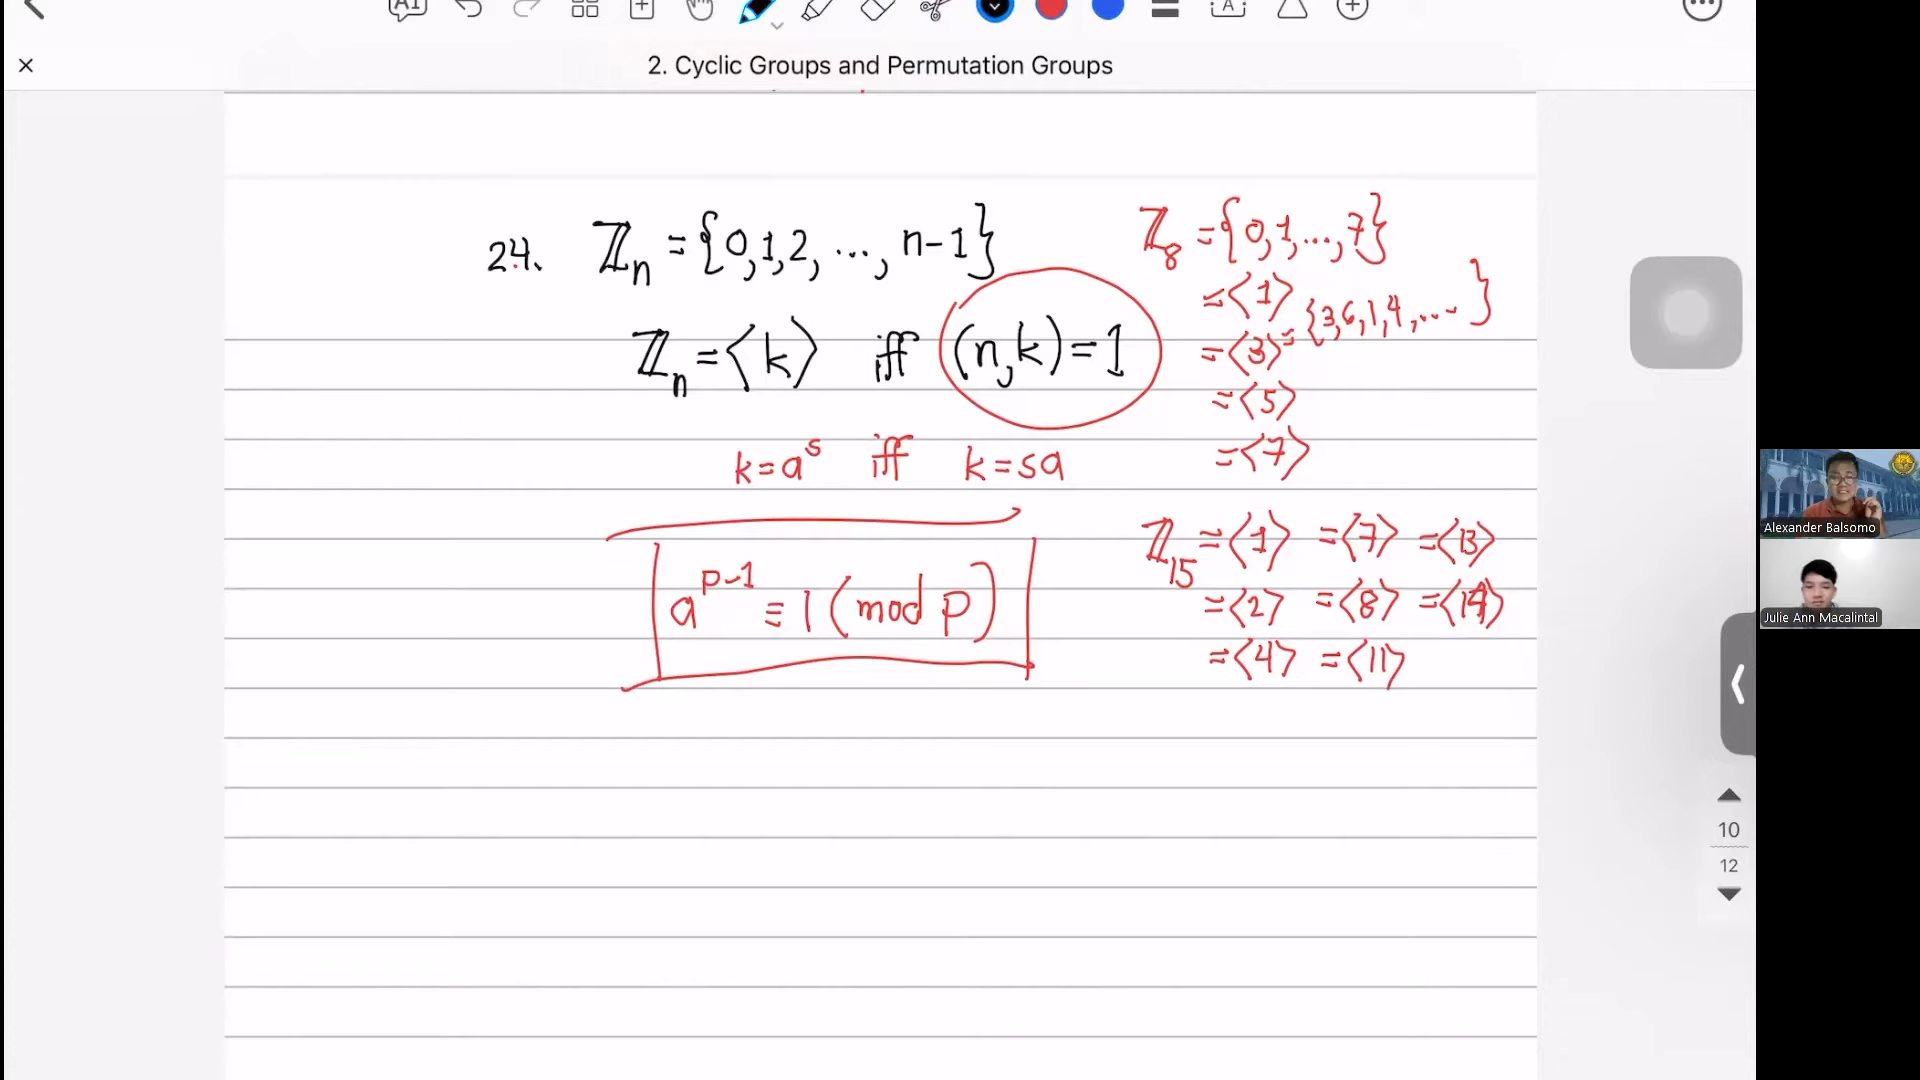 2. Cyclic Groups and Permutation Groups
24. ℤn = {0,1,2, ..., n-1}
ℤn = ⟨k⟩ iff (n,k) = 1
k = a^s iff k = sa
a^(p-1) ≡ 1 (mod p)
ℤ8 = {0,1,...,7}
= ⟨1⟩
= ⟨3⟩ = {3,6,1,4,.... }
= ⟨5⟩
= ⟨7⟩
ℤ15 = ⟨1⟩ = ⟨7⟩ = ⟨13⟩
= ⟨2⟩ = ⟨8⟩ = ⟨14⟩
= ⟨4⟩ = ⟨11⟩
Alexander Balsomo
Julie Ann Macalintal
10
12